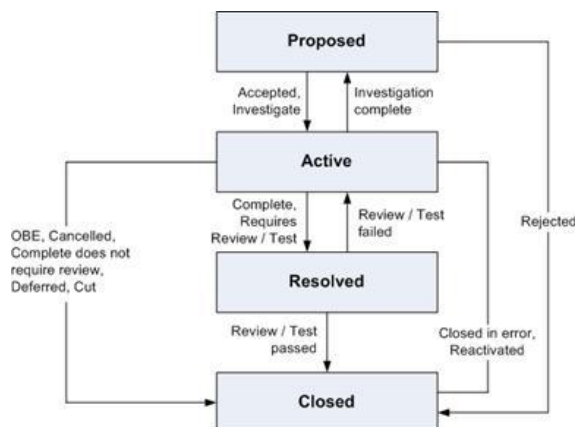 Proposed
Accepted,
Investigate
Investigation
complete
Active
Complete,
Requires
Review / Test
Review / Test
failed
Rejected
OBE, Cancelled,
Complete does not
require review,
Deferred, Cut
Resolved
Review / Test
passed
Closed in error,
Reactivated
Closed